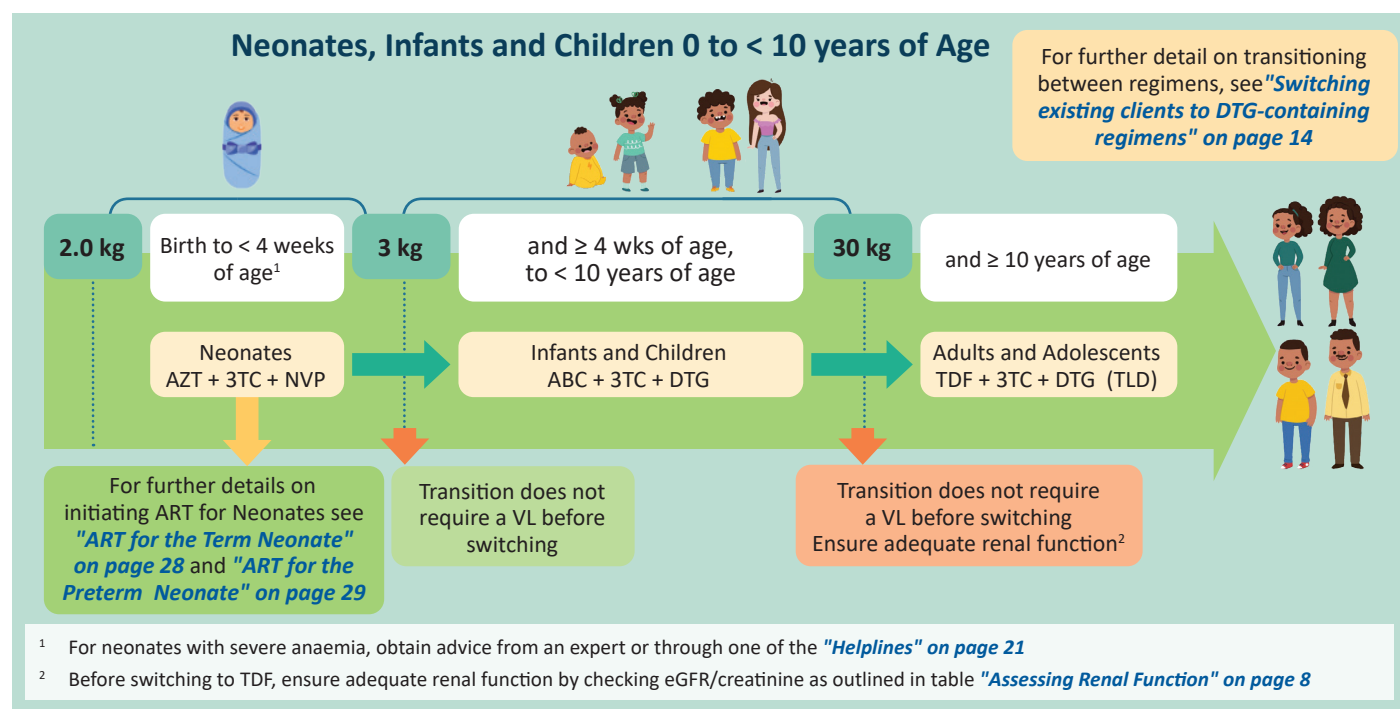 Neonates, Infants and Children 0 to < 10 years of Age
For further detail on transitioning
between regimens, see"Switching
existing clients to DTG-containing
regimens" on page 14
2.0 kg
Birth to < 4 weeks
of age1
3 kg
and ≥ 4 wks of age,
to < 10 years of age
30 kg
and ≥ 10 years of age
Neonates
AZT + 3TC + NVP
Infants and Children
ABC + 3TC + DTG
Adults and Adolescents
TDF + 3TC + DTG (TLD)
For further details on
initiating ART for Neonates see
"ART for the Term Neonate"
on page 28 and "ART for the
Preterm Neonate" on page 29
Transition does not
require a VL before
switching
Transition does not require
a VL before switching
Ensure adequate renal function2
1 For neonates with severe anaemia, obtain advice from an expert or through one of the "Helplines" on page 21
2 Before switching to TDF, ensure adequate renal function by checking eGFR/creatinine as outlined in table "Assessing Renal Function" on page 8